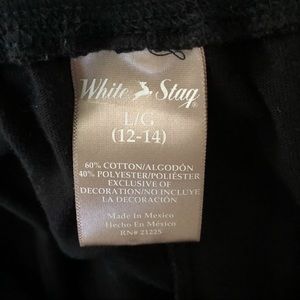 White Stag®
L/G
(12-14)
60% COTTON/ALGODÓN
40% POLYESTER/POLIÉSTER
EXCLUSIVE OF
DECORATION/NO INCLUYE
LA DECORACIÓN
Made In Mexico
Hecho En Mexico
RN# 21225